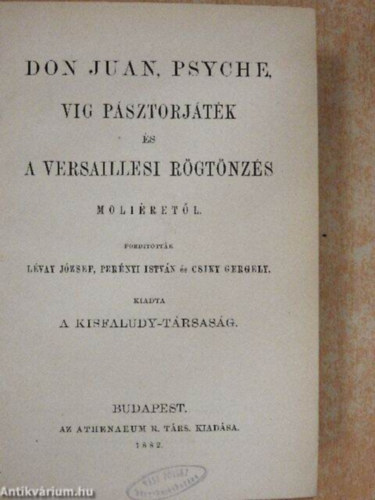 DON JUAN, PSYCHE,
VIG PÁSZTORJÁTÉK
ÉS
A VERSAILLESI RÖGTÖNZÉS
MOLIÈRETŐL.
FORDITOTTÁK
LÉVAY JÓZSEF, PERÉNYI ISTVÁN és CSIKY GERGELY.
KIADTA
A KISFALUDY-TÁRSASÁG.
BUDAPEST.
AZ ATHENAEUM R. TÁRS. KIADÁSA.
1882.
Antikvárium.hu